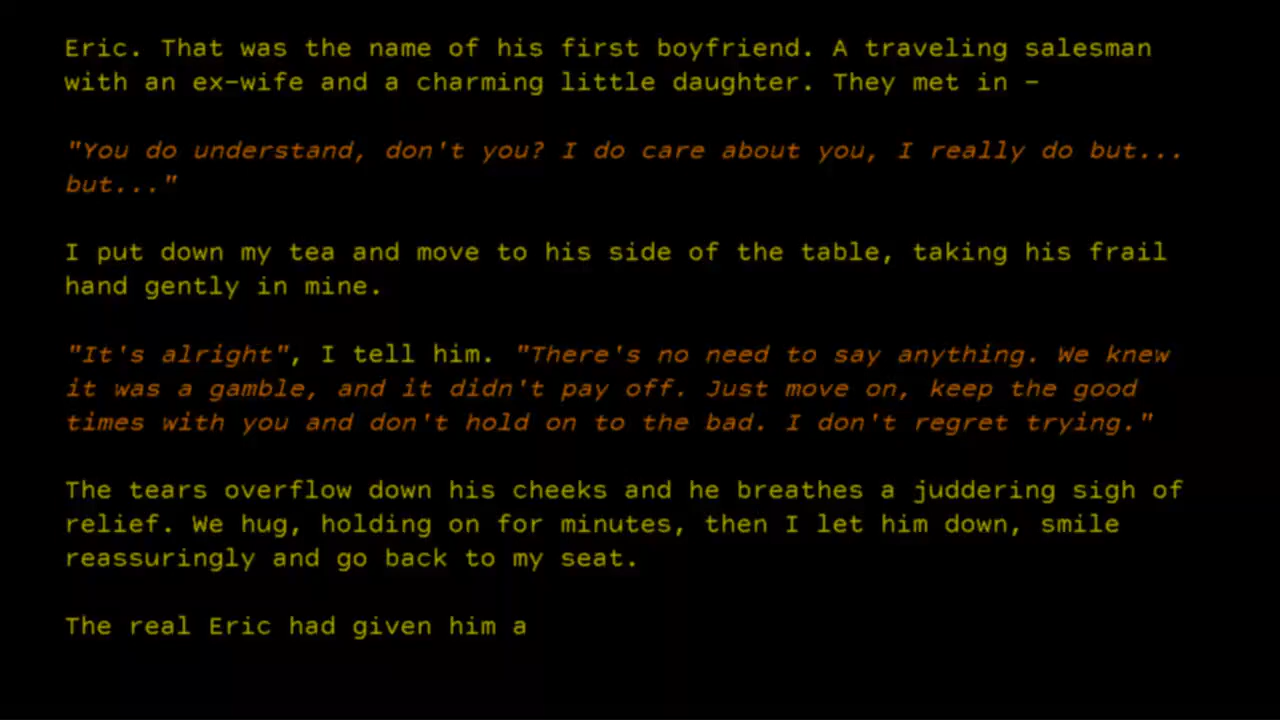 Eric. That was the name of his first boyfriend. A traveling salesman
with an ex-wife and a charming little daughter. They met in -
"You do understand, don't you? I do care about you, I really do but...
but..."
I put down my tea and move to his side of the table, taking his frail
hand gently in mine.
"It's alright", I tell him. "There's no need to say anything. We knew
it was a gamble, and it didn't pay off. Just move on, keep the good
times with you and don't hold on to the bad. I don't regret trying."
The tears overflow down his cheeks and he breathes a juddering sigh of
relief. We hug, holding on for minutes, then I let him down, smile
reassuringly and go back to my seat.
The real Eric had given him a